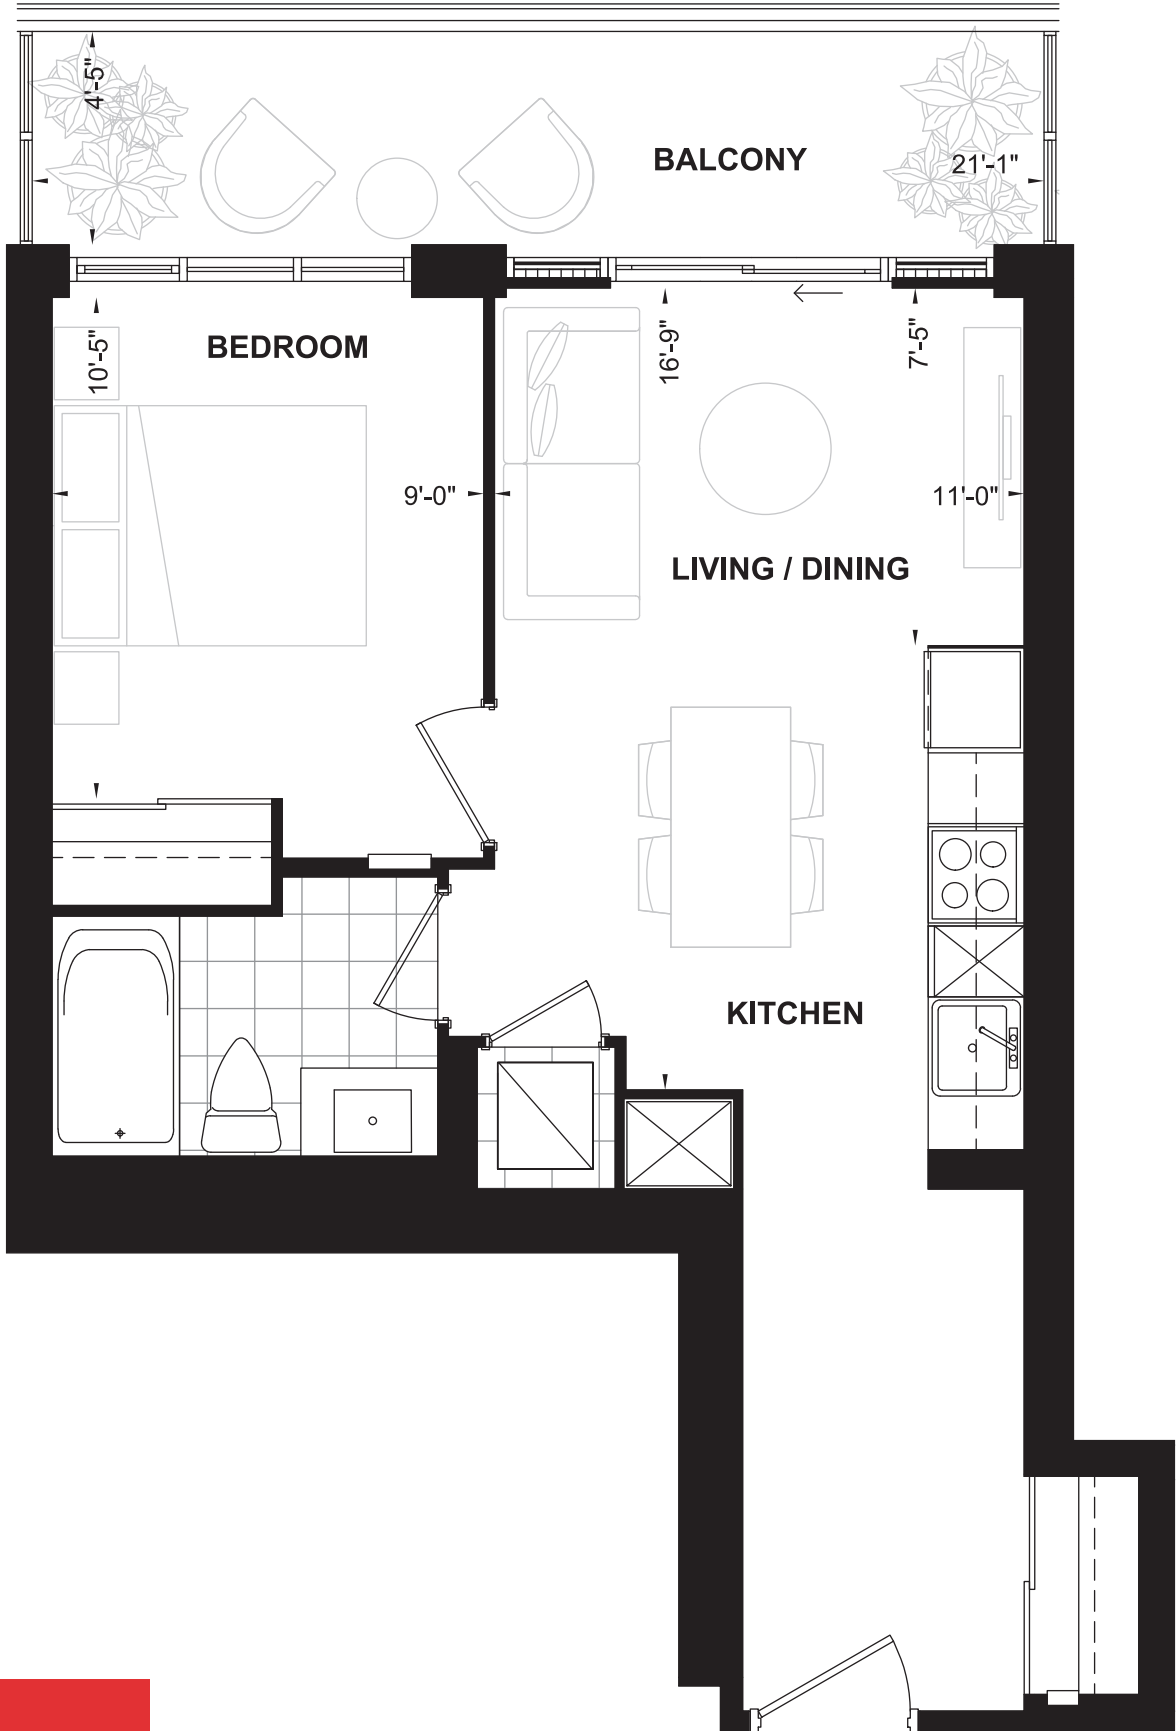 4'-5"
BALCONY
21'-1"
BEDROOM
10'-5"
16'-9"
7'-5"
9'-0"
11'-0"
LIVING / DINING
KITCHEN